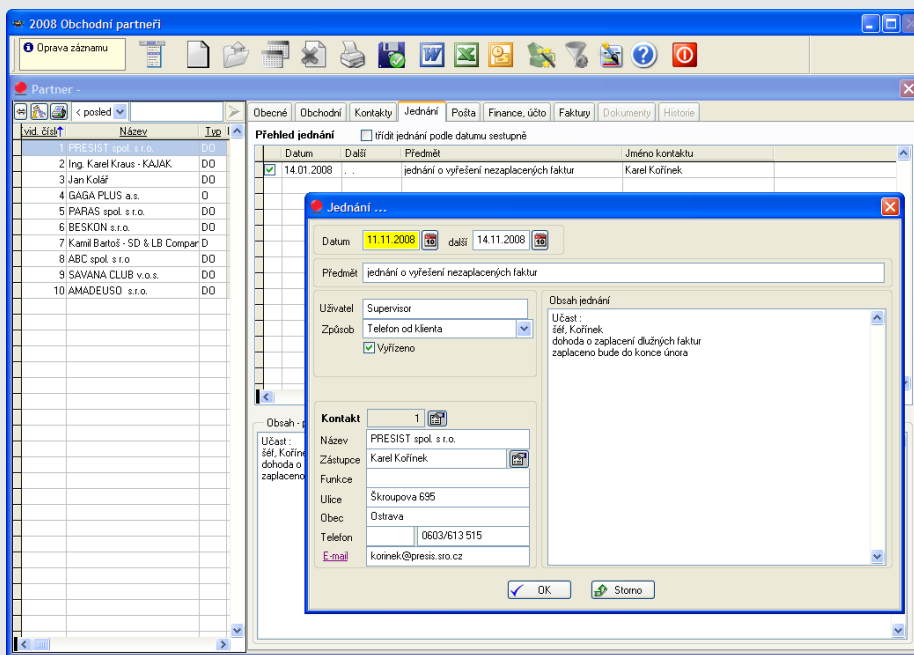 2008 Obchodní partneři
Oprava záznamu
Partner -
< posled
Obecné Obchodní Kontakty Jednání Pošta Finance, účto Faktury Dokumenty Historie
vid. čísl Název Typ
Přehled jednání třídit jednání podle datumu sestupně
1 PRESIST spol. s r.o. DO
2 Ing. Karel Kraus - KAJAK DO
3 Jan Kolář DO
4 GAGA PLUS a.s. O
5 PARAS spol. s r.o. DO
6 BESKON s.r.o. DO
7 Kamil Bartoš - SD & LB Compar D
8 ABC spol. s r.o DO
9 SAVANA CLUB v.o.s. DO
10 AMADEUSO s.r.o. DO
Datum Další Předmět Jméno kontaktu
14.01.2008 . . jednání o vyřešení nezaplacených faktur Karel Kořínek
Obsah - p
Učast :
šéf, Kořínek
dohoda o
zaplaceno
Jednání ...
Datum 11.11.2008 další 14.11.2008
Předmět jednání o vyřešení nezaplacených faktur
Uživatel Supervisor
Způsob Telefon od klienta
Vyřízeno
Obsah jednání
Učast :
šéf, Kořínek
dohoda o zaplacení dlužných faktur
zaplaceno bude do konce února
Kontakt 1
Název PRESIST spol. s r.o.
Zástupce Karel Kořínek
Funkce
Ulice Škroupova 695
Obec Ostrava
Telefon 0603/613 515
E-mail korinek@presis.sro.cz
OK Storno